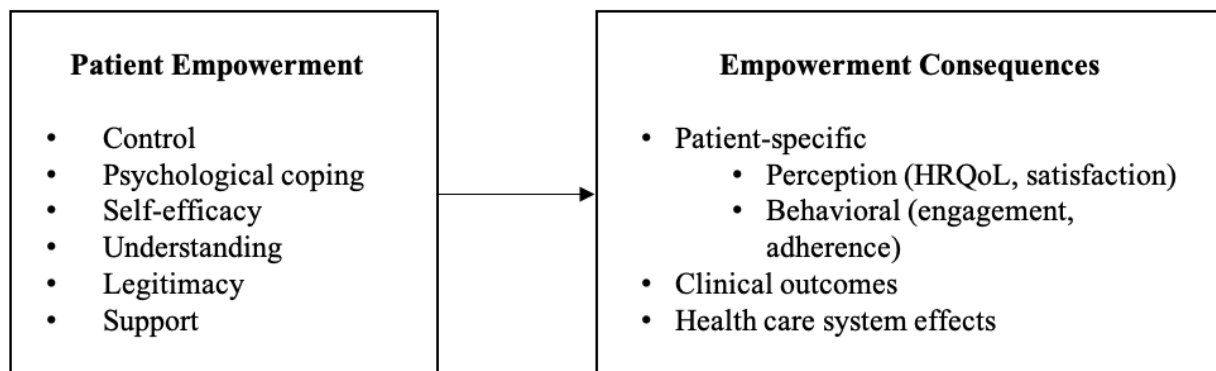 Patient Empowerment
• Control
• Psychological coping
• Self-efficacy
• Understanding
• Legitimacy
• Support
Empowerment Consequences
• Patient-specific
• Perception (HRQoL, satisfaction)
• Behavioral (engagement,
adherence)
• Clinical outcomes
• Health care system effects